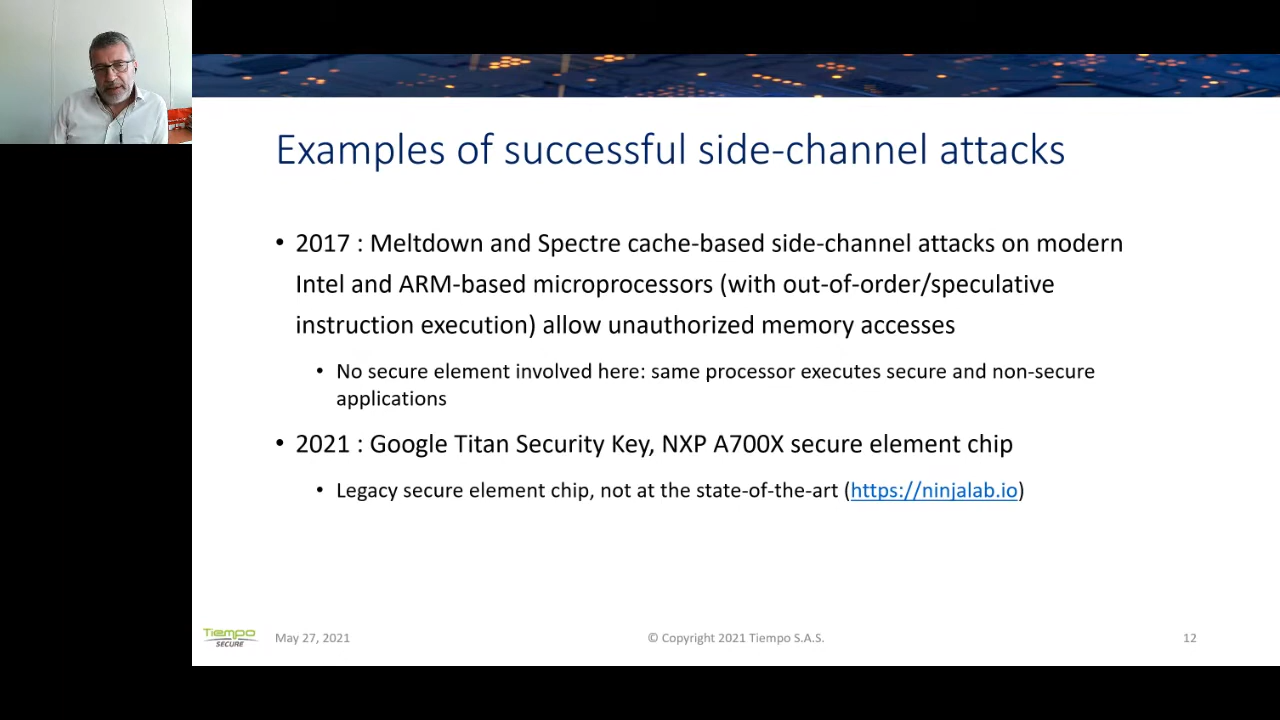 Examples of successful side-channel attacks
• 2017 : Meltdown and Spectre cache-based side-channel attacks on modern
Intel and ARM-based microprocessors (with out-of-order/speculative
instruction execution) allow unauthorized memory accesses
• No secure element involved here: same processor executes secure and non-secure
applications
• 2021 : Google Titan Security Key, NXP A700X secure element chip
• Legacy secure element chip, not at the state-of-the-art (https://ninjalab.io)
Tiempo
SECURE
May 27, 2021
© Copyright 2021 Tiempo S.A.S.
12